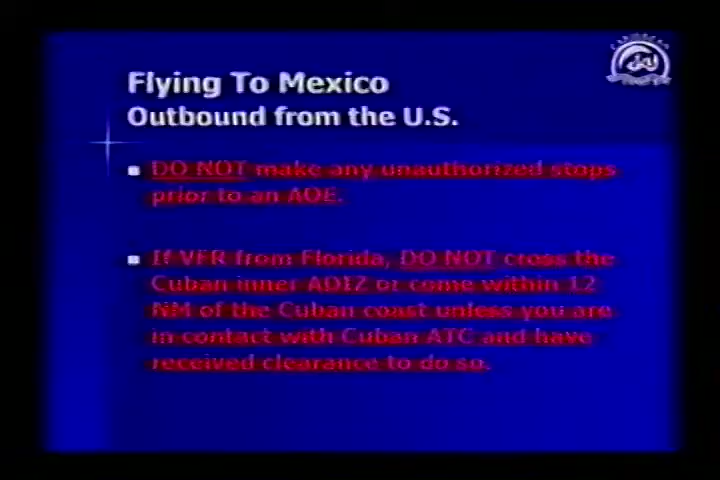 CARIBBEAN
Flying To Mexico
Outbound from the U.S.
DO NOT make any unauthorized stops
prior to an AOE.
If VFR from Florida, DO NOT cross the
Cuban inner ADIZ or come within 12
NM of the Cuban coast unless you are
in contact with Cuban ATC and have
received clearance to do so.